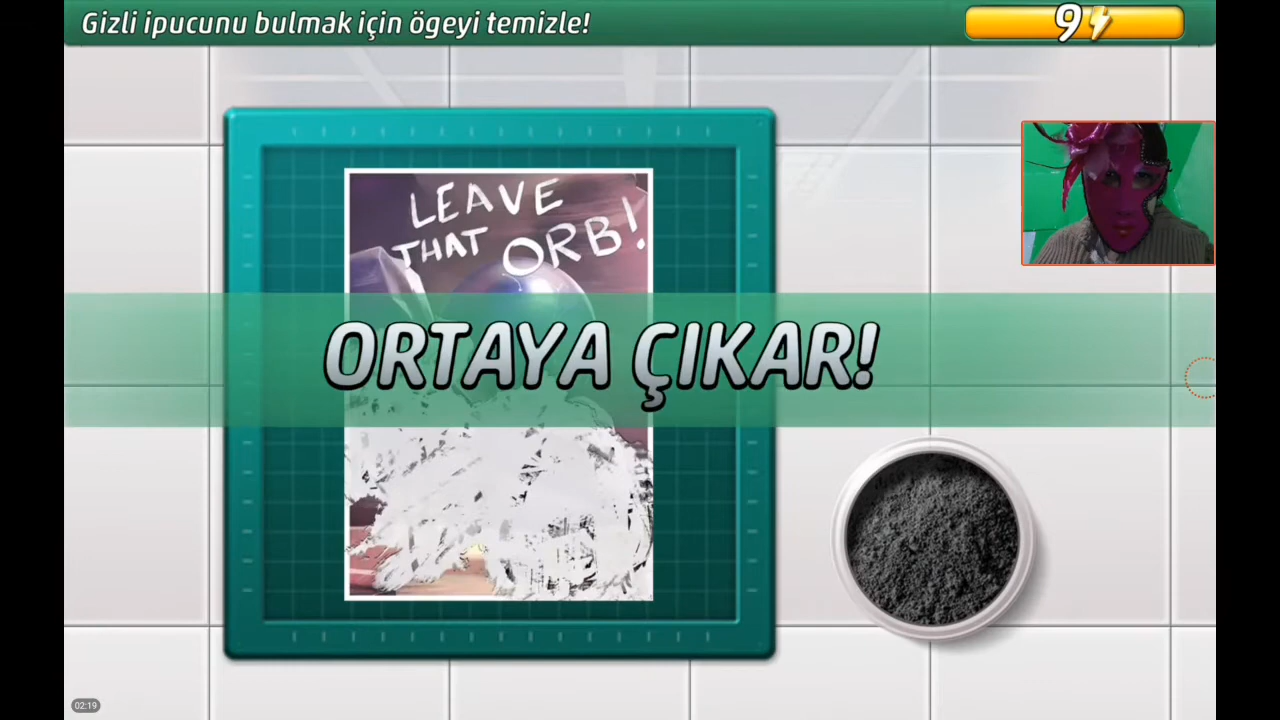 Gizli ipucunu bulmak için ögeyi temizle!
9
LEAVE
THAT ORB!
ORTAYA ÇIKAR!
02:19